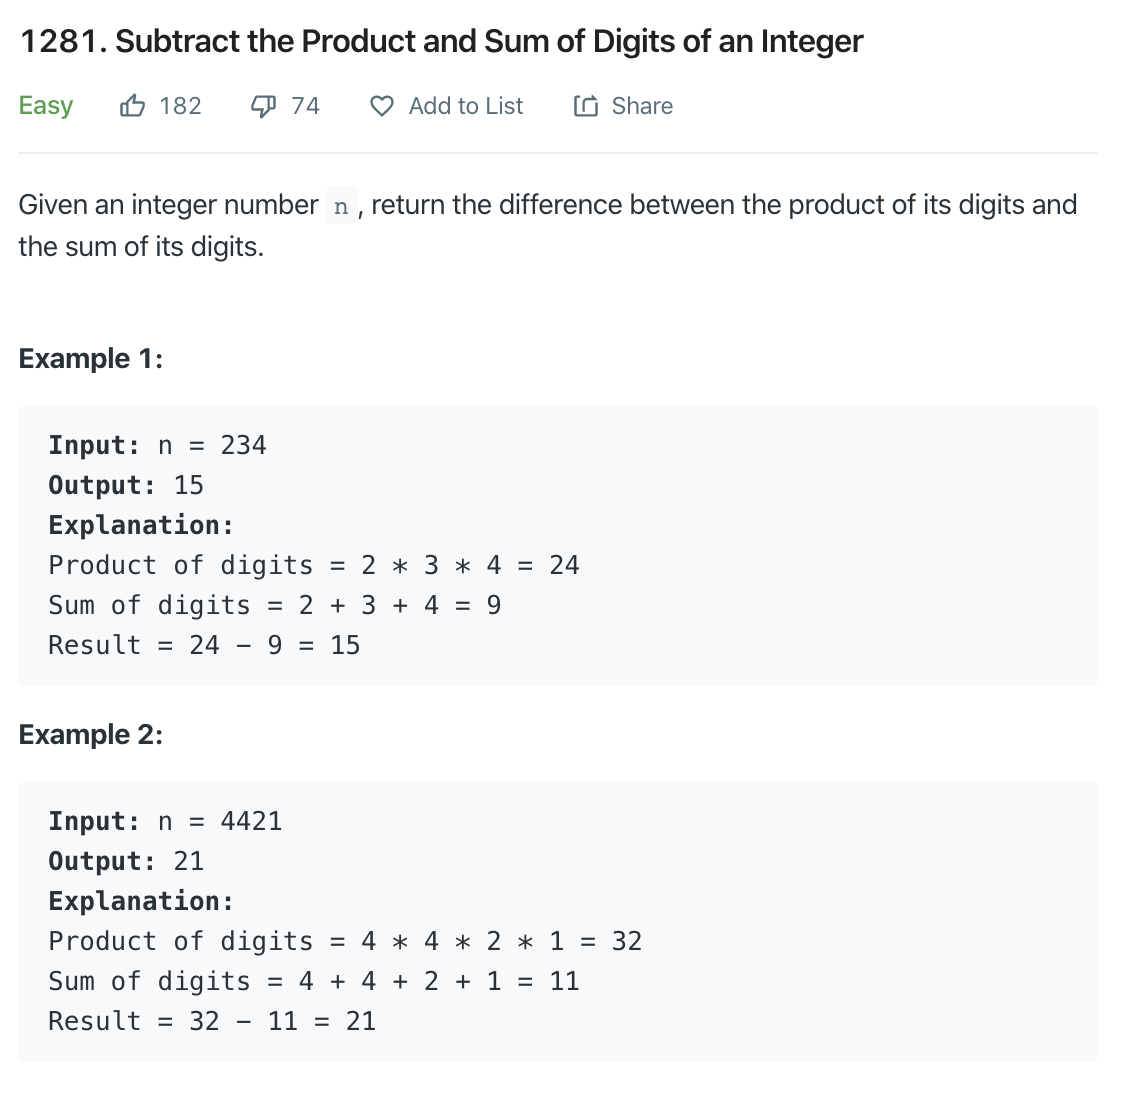 1281. Subtract the Product and Sum of Digits of an Integer
Easy 182 74 Add to List Share
Given an integer number n , return the difference between the product of its digits and
the sum of its digits.
Example 1:
Input: n = 234
Output: 15
Explanation:
Product of digits = 2 * 3 * 4 = 24
Sum of digits = 2 + 3 + 4 = 9
Result = 24 − 9 = 15
Example 2:
Input: n = 4421
Output: 21
Explanation:
Product of digits = 4 * 4 * 2 * 1 = 32
Sum of digits = 4 + 4 + 2 + 1 = 11
Result = 32 − 11 = 21